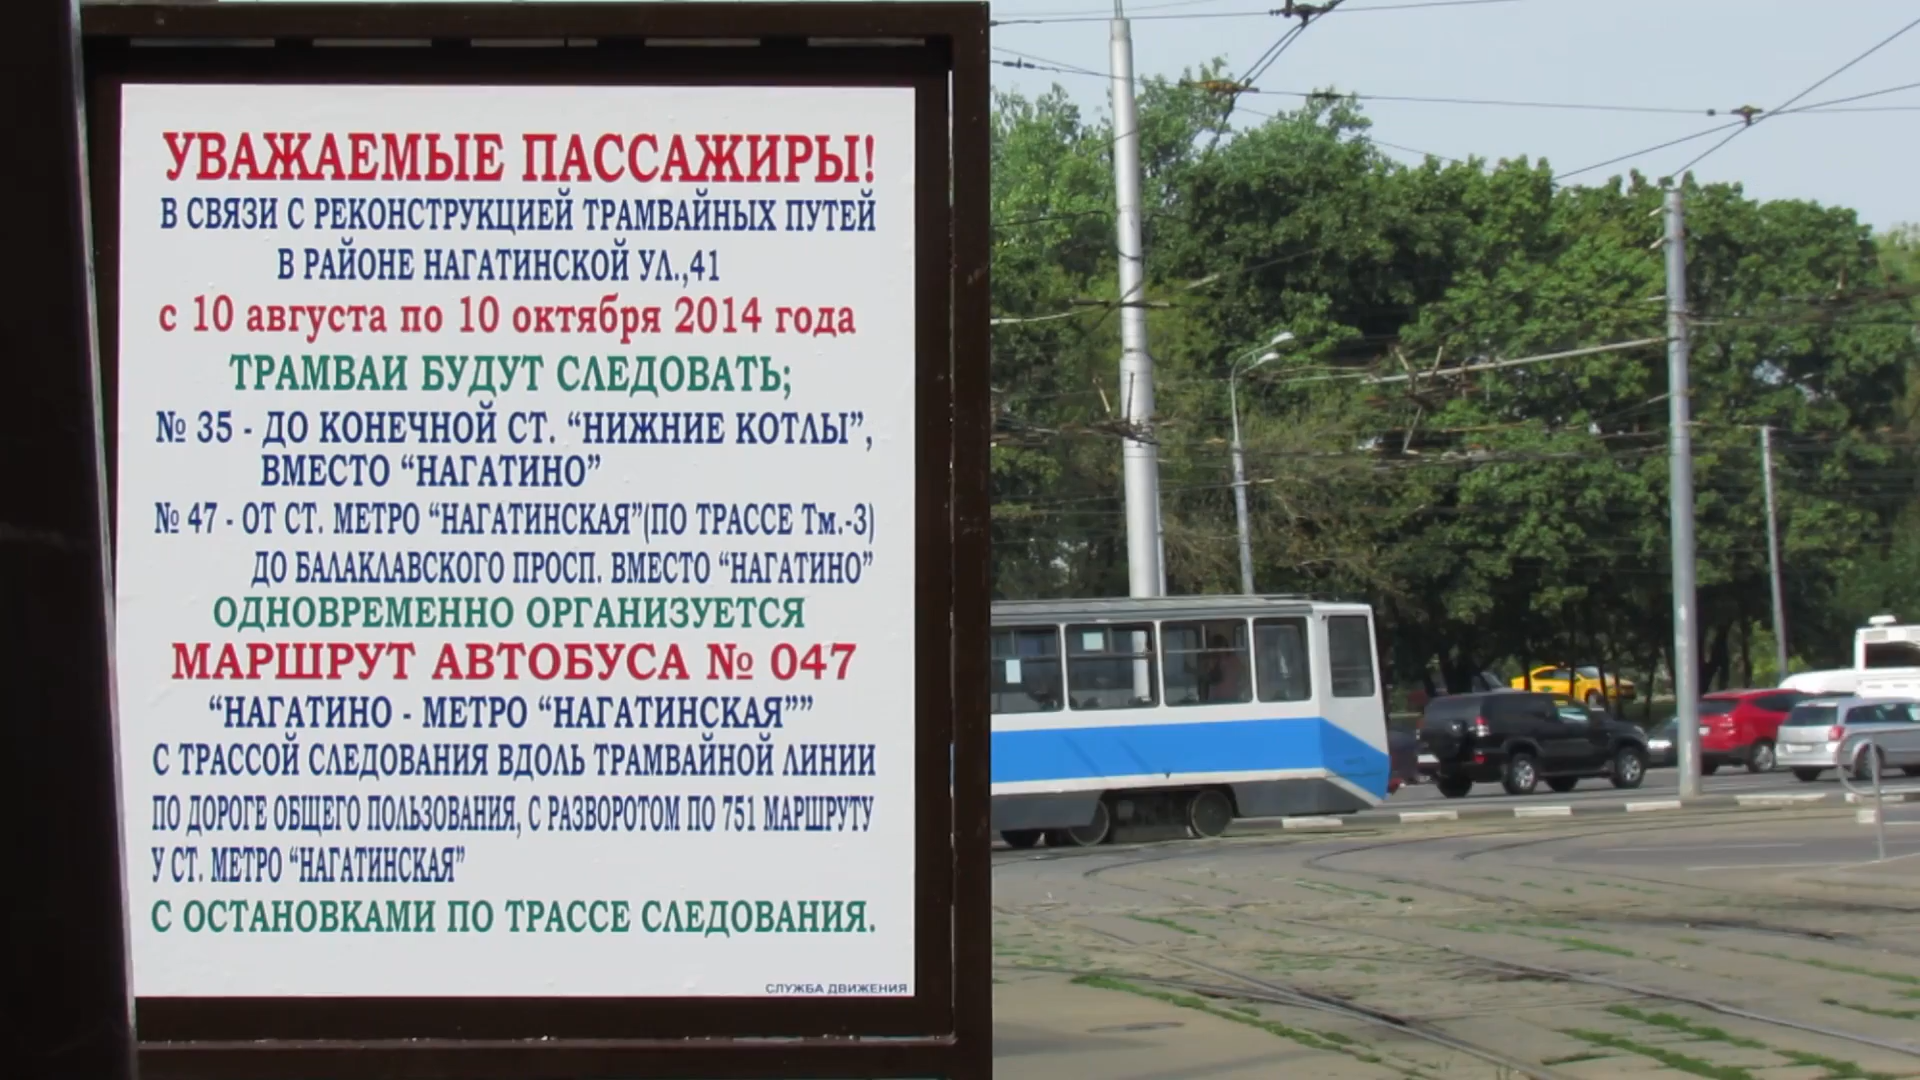 УВАЖАЕМЫЕ ПАССАЖИРЫ!
В СВЯЗИ С РЕКОНСТРУКЦИЕЙ ТРАМВАЙНЫХ ПУТЕЙ
В РАЙОНЕ НАГАТИНСКОЙ УЛ.,41
с 10 августа по 10 октября 2014 года
ТРАМВАИ БУДУТ СЛЕДОВАТЬ;
№ 35 - ДО КОНЕЧНОЙ СТ. “НИЖНИЕ КОТЛЫ”,
ВМЕСТО “НАГАТИНО”
№ 47 - ОТ СТ. МЕТРО “НАГАТИНСКАЯ”(ПО ТРАССЕ Тм.-3)
ДО БАЛАКЛАВСКОГО ПРОСП. ВМЕСТО “НАГАТИНО”
ОДНОВРЕМЕННО ОРГАНИЗУЕТСЯ
МАРШРУТ АВТОБУСА № 047
“НАГАТИНО - МЕТРО “НАГАТИНСКАЯ””
С ТРАССОЙ СЛЕДОВАНИЯ ВДОЛЬ ТРАМВАЙНОЙ ЛИНИИ
ПО ДОРОГЕ ОБЩЕГО ПОЛЬЗОВАНИЯ, С РАЗВОРОТОМ ПО 751 МАРШРУТУ
У СТ. МЕТРО “НАГАТИНСКАЯ”
С ОСТАНОВКАМИ ПО ТРАССЕ СЛЕДОВАНИЯ.
СЛУЖБА ДВИЖЕНИЯ